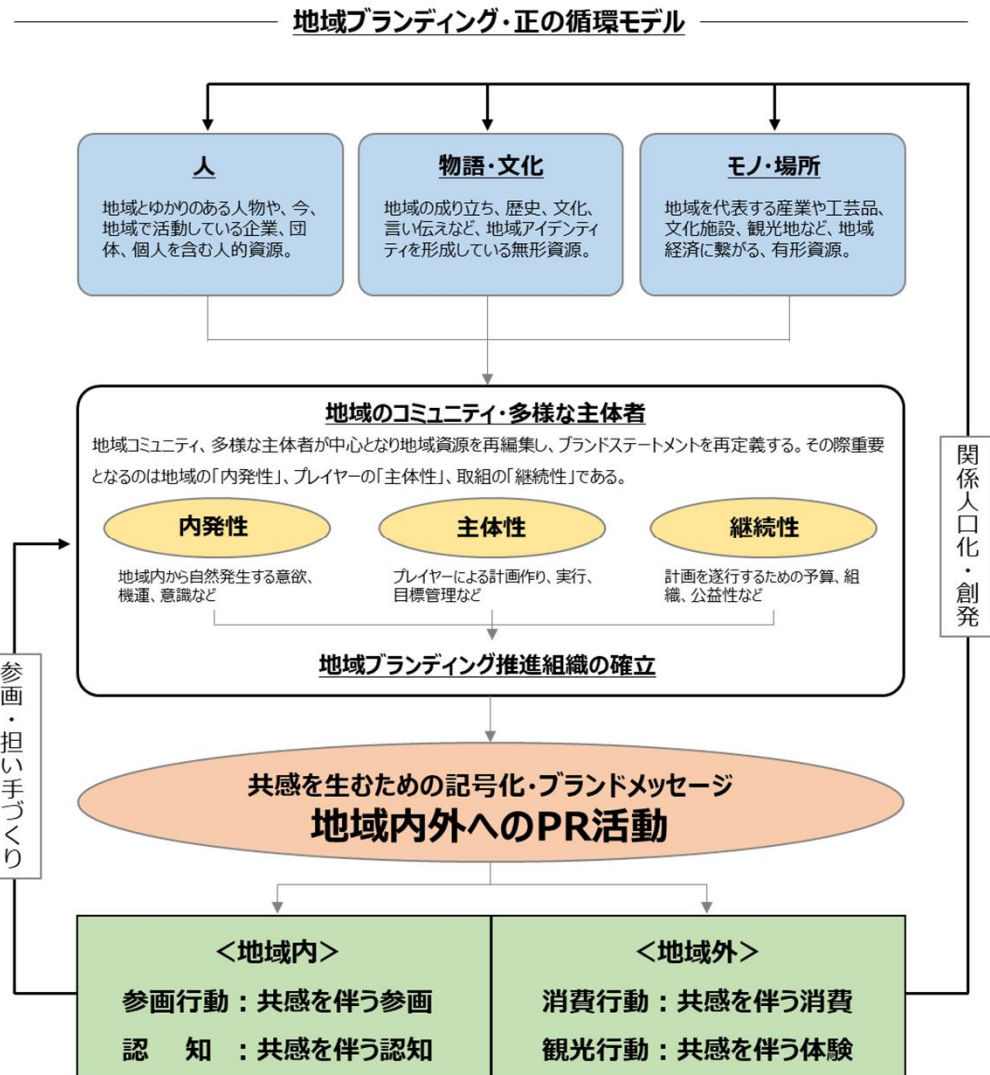 地域ブランディング・正の循環モデル
人
地域とゆかりのある人物や、今、
地域で活動している企業、団
体、個人を含む人的資源。
物語・文化
地域の成り立ち、歴史、文化、
言い伝えなど、地域アイデンティ
ティを形成している無形資源。
モノ・場所
地域を代表する産業や工芸品、
文化施設、観光地など、地域
経済に繋がる、有形資源。
地域のコミュニティ・多様な主体者
地域コミュニティ、多様な主体者が中心となり地域資源を再編集し、ブランドステートメントを再定義する。その際重要
となるのは地域の「内発性」、プレイヤーの「主体性」、取組の「継続性」である。
内発性
地域内から自然発生する意欲、
機運、意識など
主体性
プレイヤーによる計画作り、実行、
目標管理など
継続性
計画を遂行するための予算、組
織、公益性など
地域ブランディング推進組織の確立
関係人口化・創発
参画・担い手づくり
共感を生むための記号化・ブランドメッセージ
地域内外へのPR活動
＜地域内＞
参画行動：共感を伴う参画
認　知　：共感を伴う認知
＜地域外＞
消費行動：共感を伴う消費
観光行動：共感を伴う体験